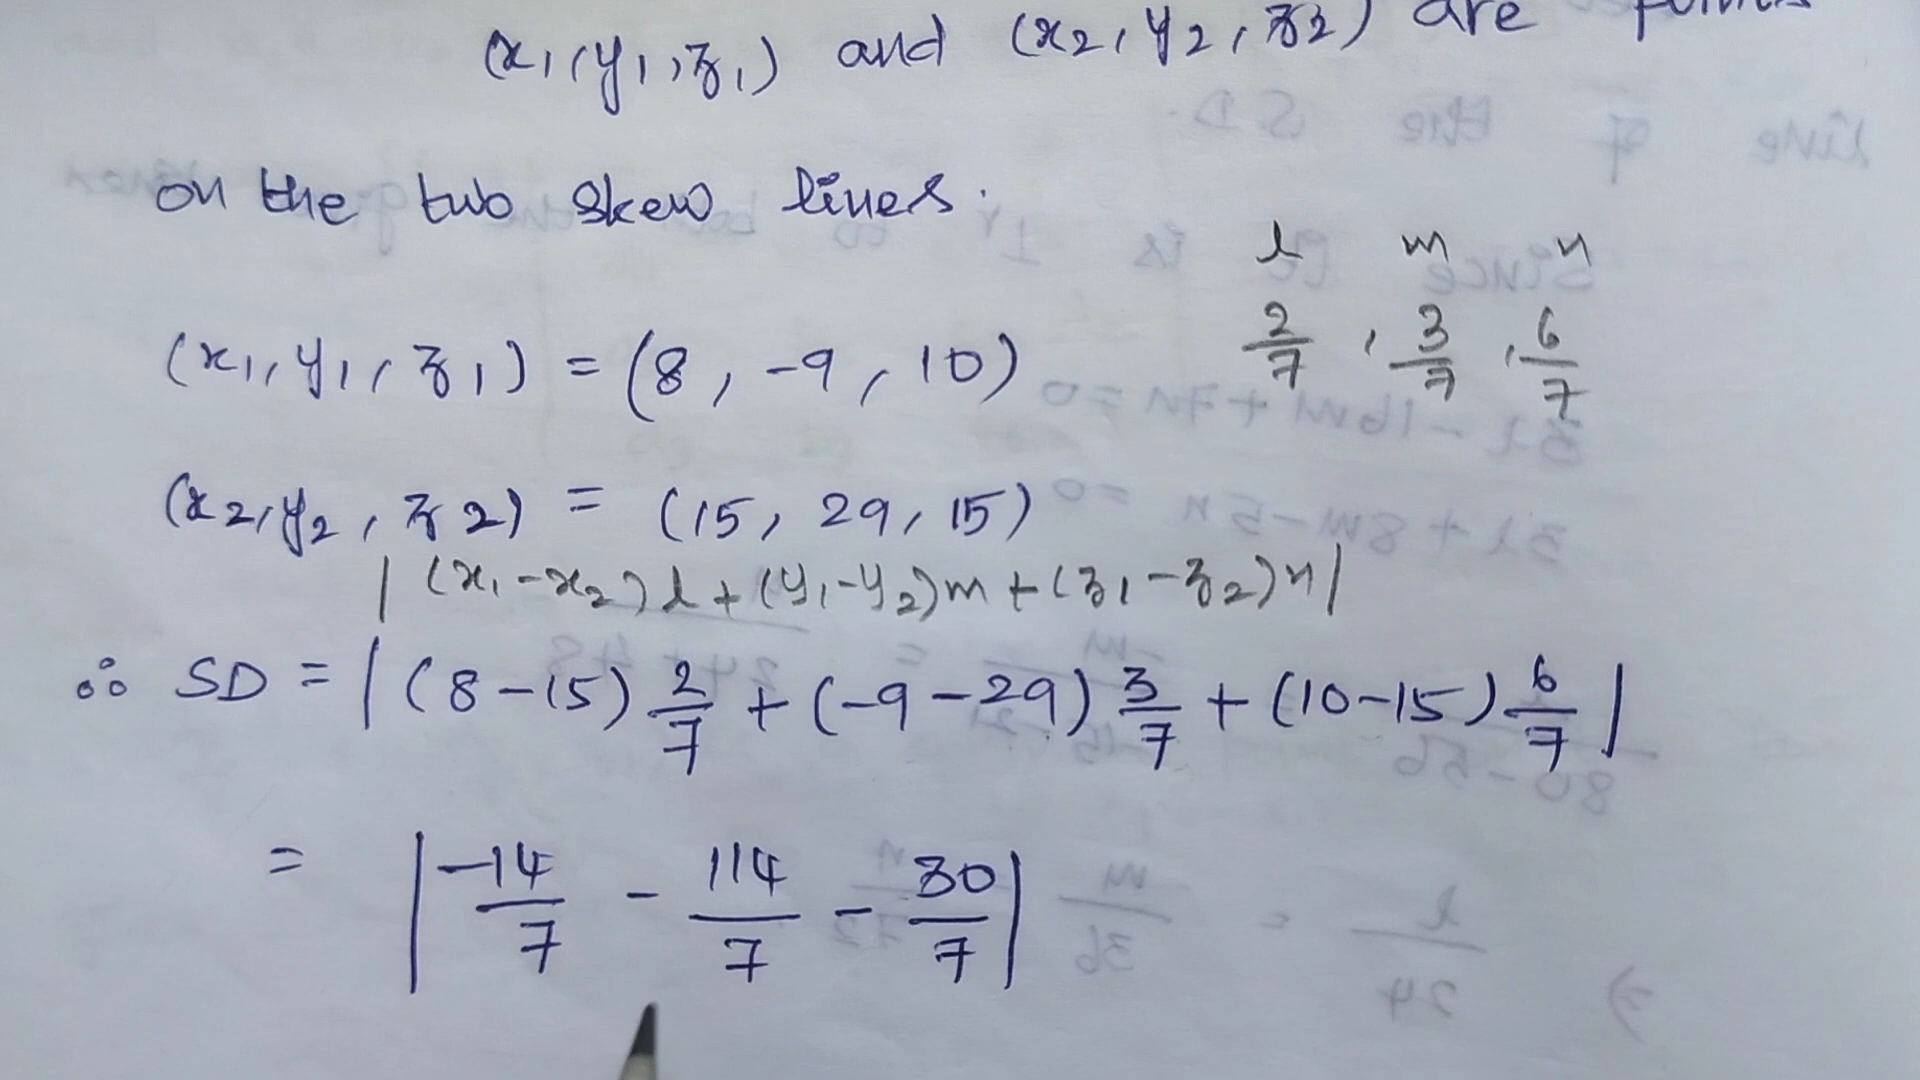 (x₁, y₁, z₁) and (x₂, y₂, z₂) are points
on the two skew lines.
l m n
2/7, 3/7, 6/7
(x₁, y₁, z₁) = (8, -9, 10)
(x₂, y₂, z₂) = (15, 29, 15)
|(x₁-x₂)l+(y₁-y₂)m+(z₁-z₂)n|
∴ SD = |(8-15) 2/7 + (-9-29) 3/7 + (10-15) 6/7|
= |-14/7 - 114/7 - 30/7|